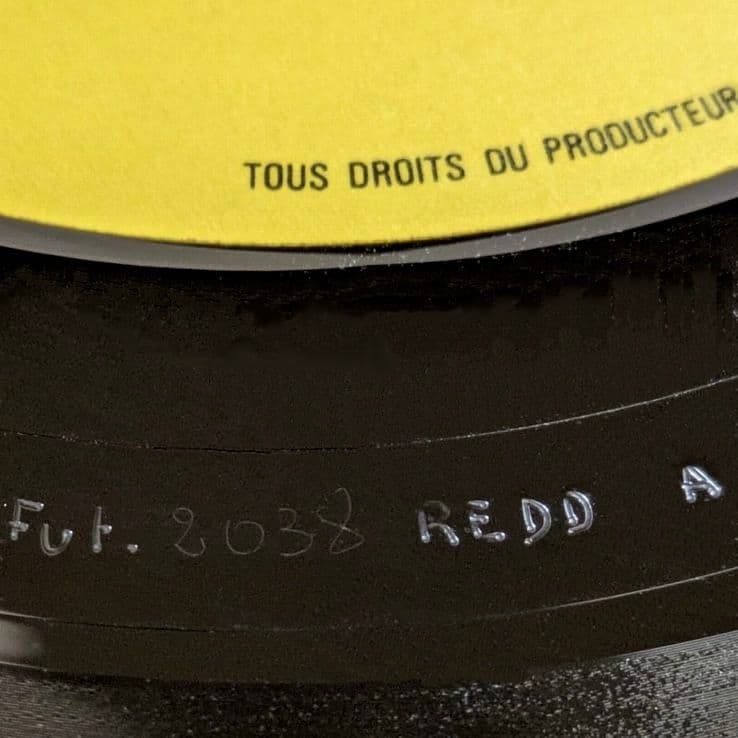 TOUS DROITS DU PRODUCTEUR
Fut. 2038 REDD A